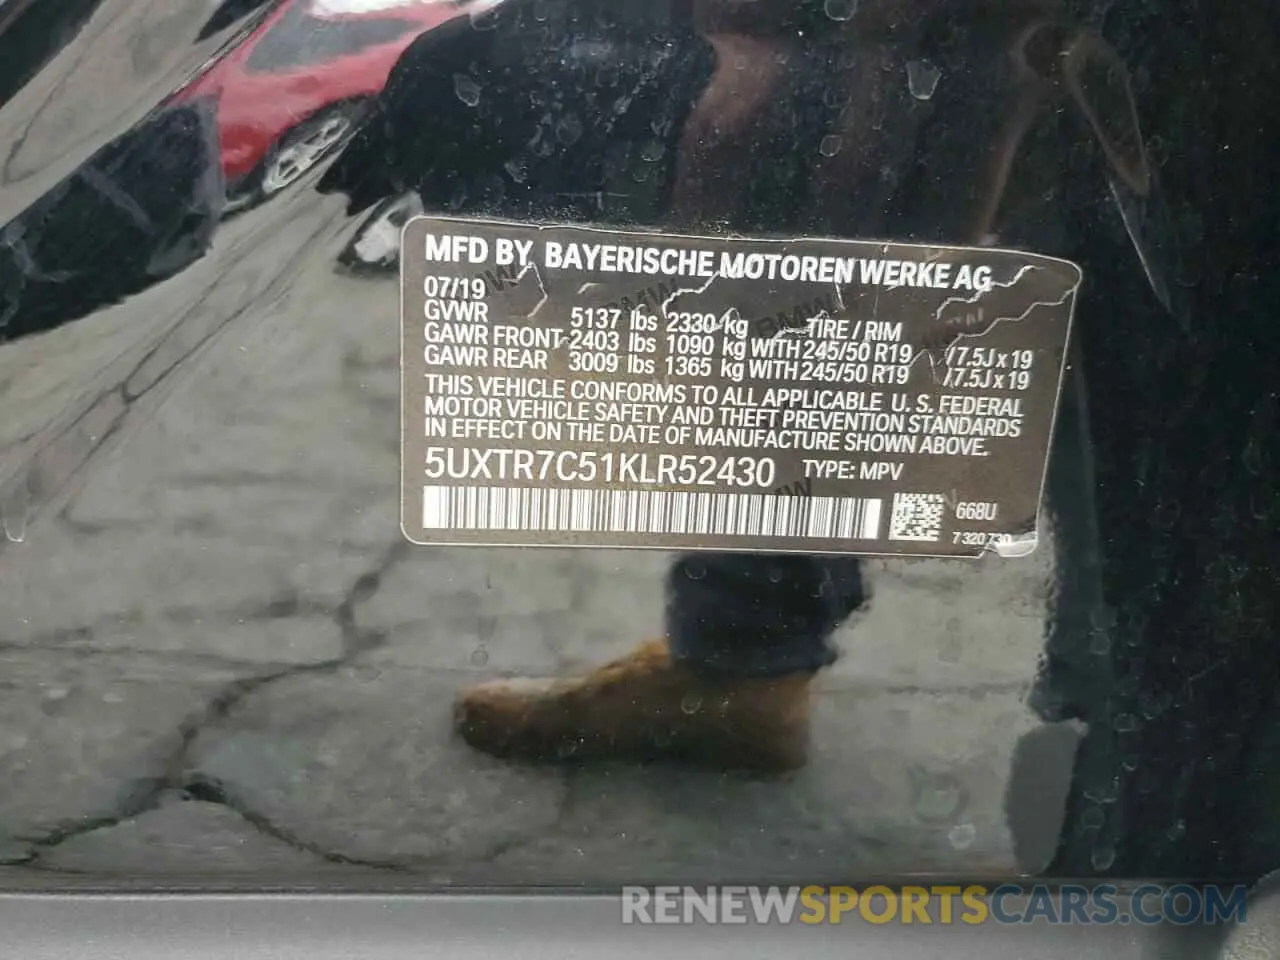 MFD BY BAYERISCHE MOTOREN WERKE AG
07/19
GVWR 5137 lbs 2330 kg TIRE / RIM
GAWR FRONT 2403 lbs 1090 kg WITH 245/50 R19 / 7.5J x 19
GAWR REAR 3009 lbs 1365 kg WITH 245/50 R19 / 7.5J x 19
THIS VEHICLE CONFORMS TO ALL APPLICABLE U. S. FEDERAL
MOTOR VEHICLE SAFETY AND THEFT PREVENTION STANDARDS
IN EFFECT ON THE DATE OF MANUFACTURE SHOWN ABOVE.
5UXTR7C51KLR52430 TYPE: MPV
668U
7 320 730
RENEWSPORTSCARS.COM